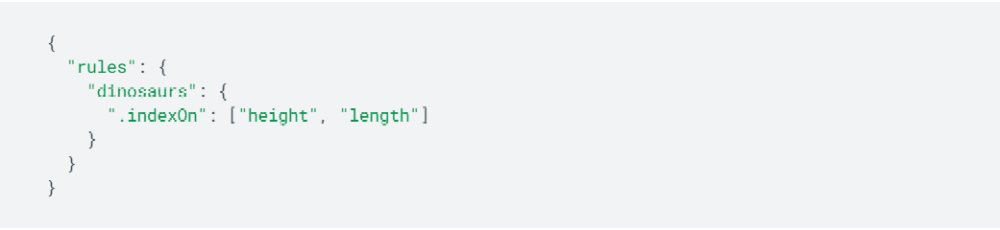 {
  "rules": {
    "dinosaurs": {
      ".indexOn": ["height", "length"]
    }
  }
}